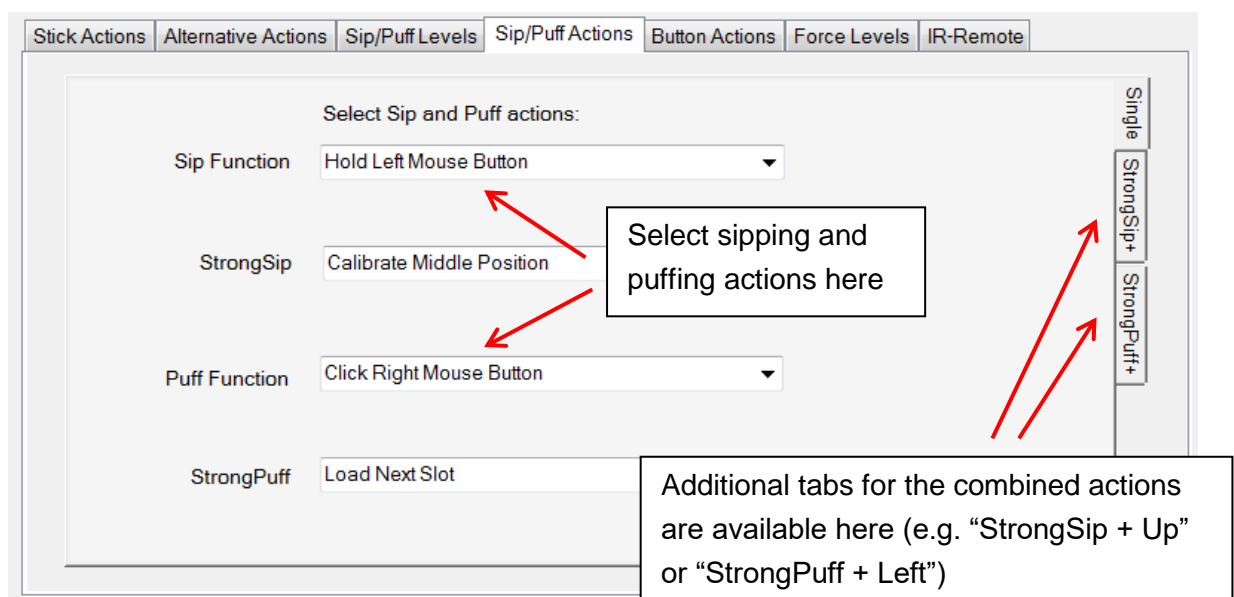 Stick Actions Alternative Actions Sip/Puff Levels Sip/Puff Actions Button Actions Force Levels IR-Remote
Select Sip and Puff actions:
Sip Function Hold Left Mouse Button
StrongSip Calibrate Middle Position
Puff Function Click Right Mouse Button
StrongPuff Load Next Slot
Single
StrongSip+
StrongPuff+
Select sipping and
puffing actions here
Additional tabs for the combined actions
are available here (e.g. “StrongSip + Up”
or “StrongPuff + Left”)